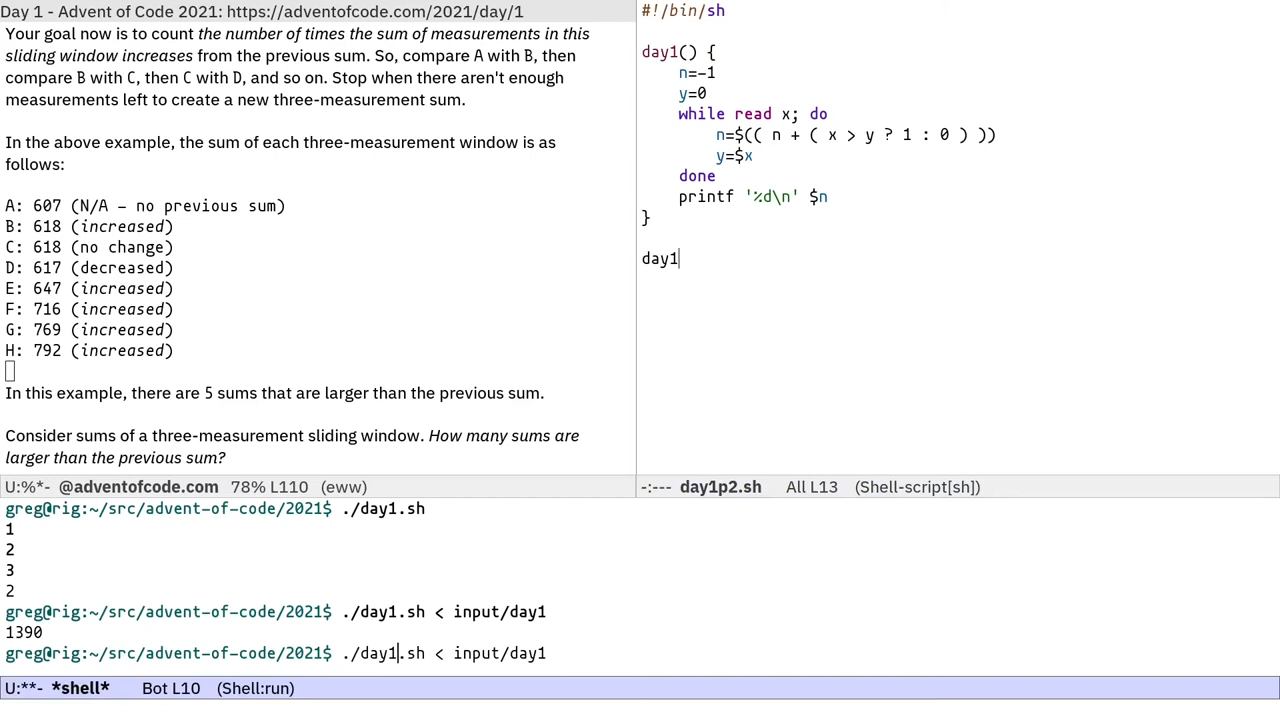 Day 1 - Advent of Code 2021: https://adventofcode.com/2021/day/1
Your goal now is to count the number of times the sum of measurements in this
sliding window increases from the previous sum. So, compare A with B, then
compare B with C, then C with D, and so on. Stop when there aren't enough
measurements left to create a new three-measurement sum.

In the above example, the sum of each three-measurement window is as
follows:

A: 607 (N/A - no previous sum)
B: 618 (increased)
C: 618 (no change)
D: 617 (decreased)
E: 647 (increased)
F: 716 (increased)
G: 769 (increased)
H: 792 (increased)

In this example, there are 5 sums that are larger than the previous sum.

Consider sums of a three-measurement sliding window. How many sums are
larger than the previous sum?
U:%*- @adventofcode.com 78% L110 (eww)
#!/bin/sh

day1() {
    n=-1
    y=0
    while read x; do
        n=$(( n + ( x > y ? 1 : 0 ) ))
        y=$x
    done
    printf '%d\n' $n
}

day1
-:--- day1p2.sh All L13 (Shell-script[sh])
greg@rig:~/src/advent-of-code/2021$ ./day1.sh
1
2
3
2
greg@rig:~/src/advent-of-code/2021$ ./day1.sh < input/day1
1390
greg@rig:~/src/advent-of-code/2021$ ./day1.sh < input/day1
U:**- *shell* Bot L10 (Shell:run)